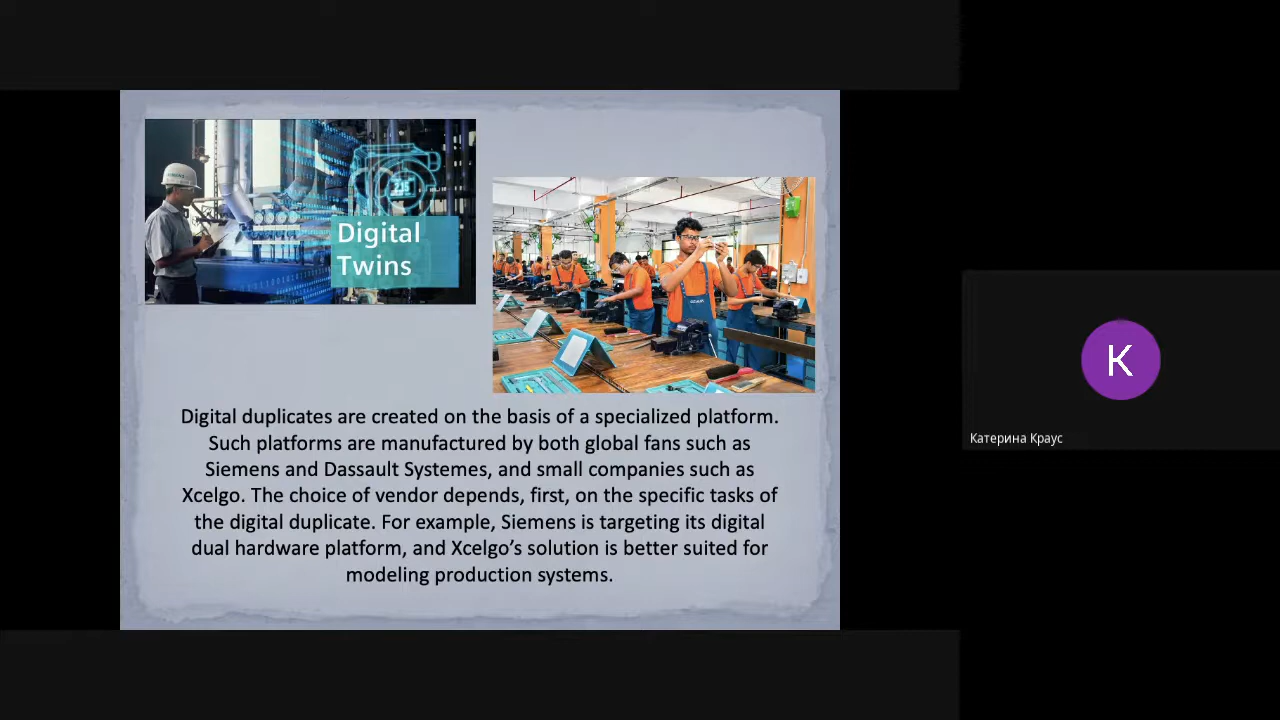 Digital
Twins
Digital duplicates are created on the basis of a specialized platform.
Such platforms are manufactured by both global fans such as
Siemens and Dassault Systemes, and small companies such as
Xcelgo. The choice of vendor depends, first, on the specific tasks of
the digital duplicate. For example, Siemens is targeting its digital
dual hardware platform, and Xcelgo’s solution is better suited for
modeling production systems.
K
Катерина Краус